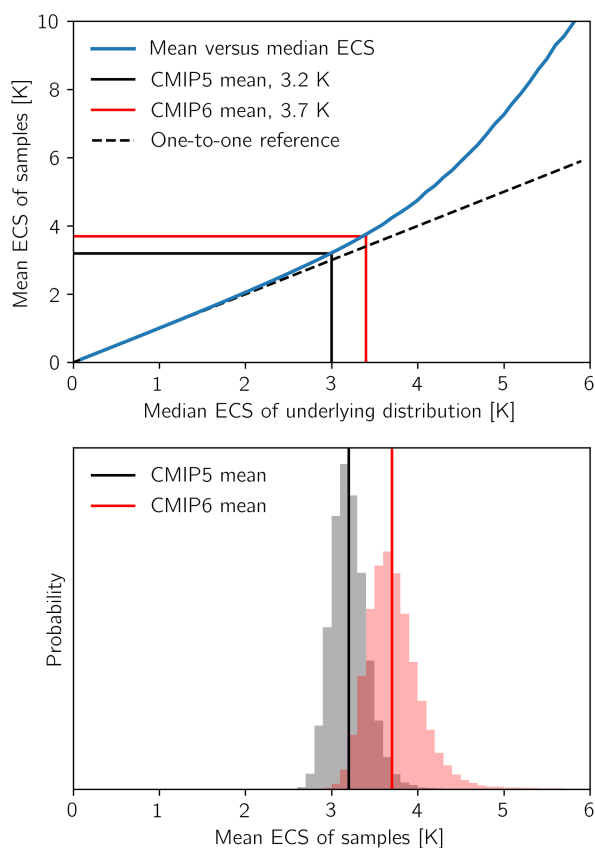 10
8
6
4
2
0
Mean ECS of samples [K]
Mean versus median ECS
CMIP5 mean, 3.2 K
CMIP6 mean, 3.7 K
One-to-one reference
0 1 2 3 4 5 6
Median ECS of underlying distribution [K]
CMIP5 mean
CMIP6 mean
Probability
0 1 2 3 4 5 6
Mean ECS of samples [K]